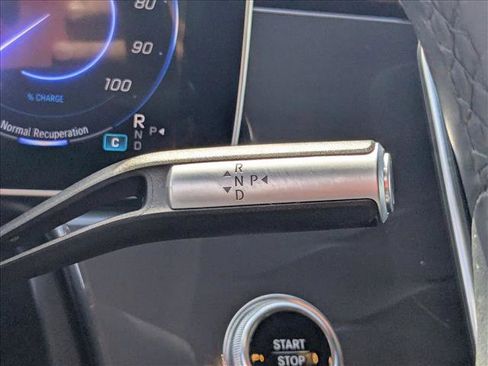 80
90
100
% CHARGE
Normal Recuperation
R
N P◄
C D
R
▲
N P◄
▼
D
START
STOP